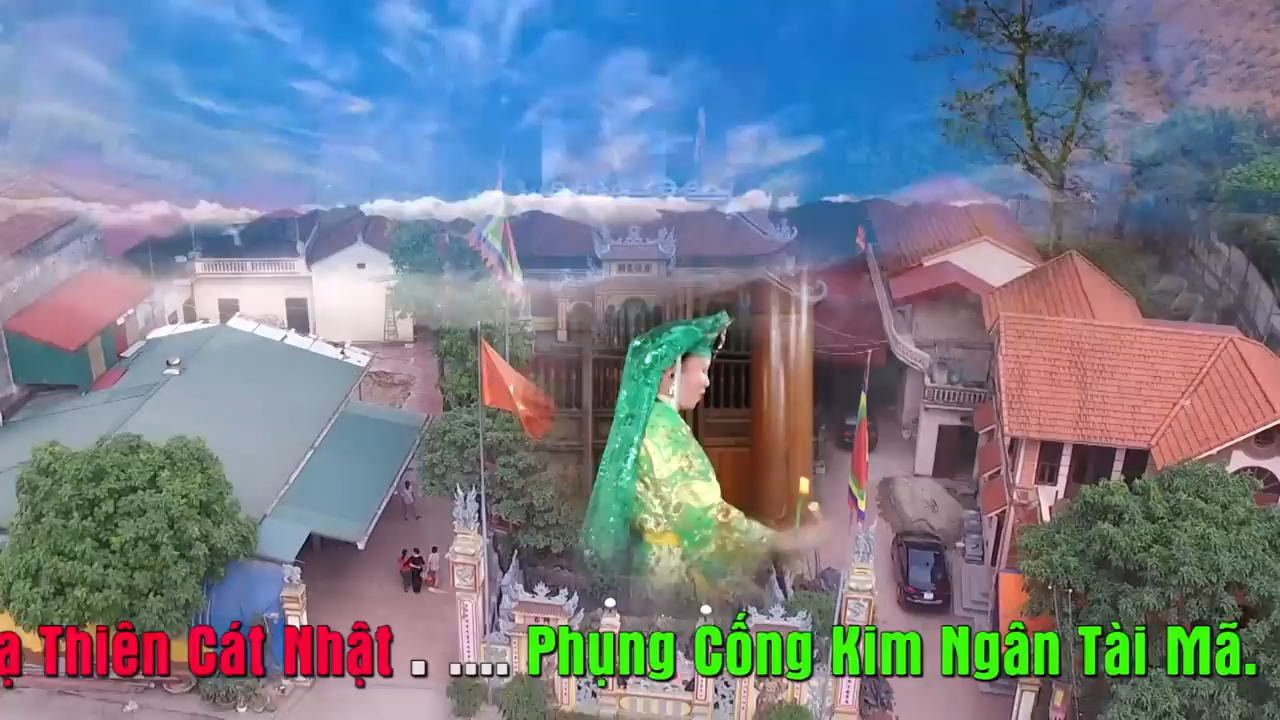 Thiên Cát Nhật . .... Phụng Cống Kim Ngân Tài Mã.